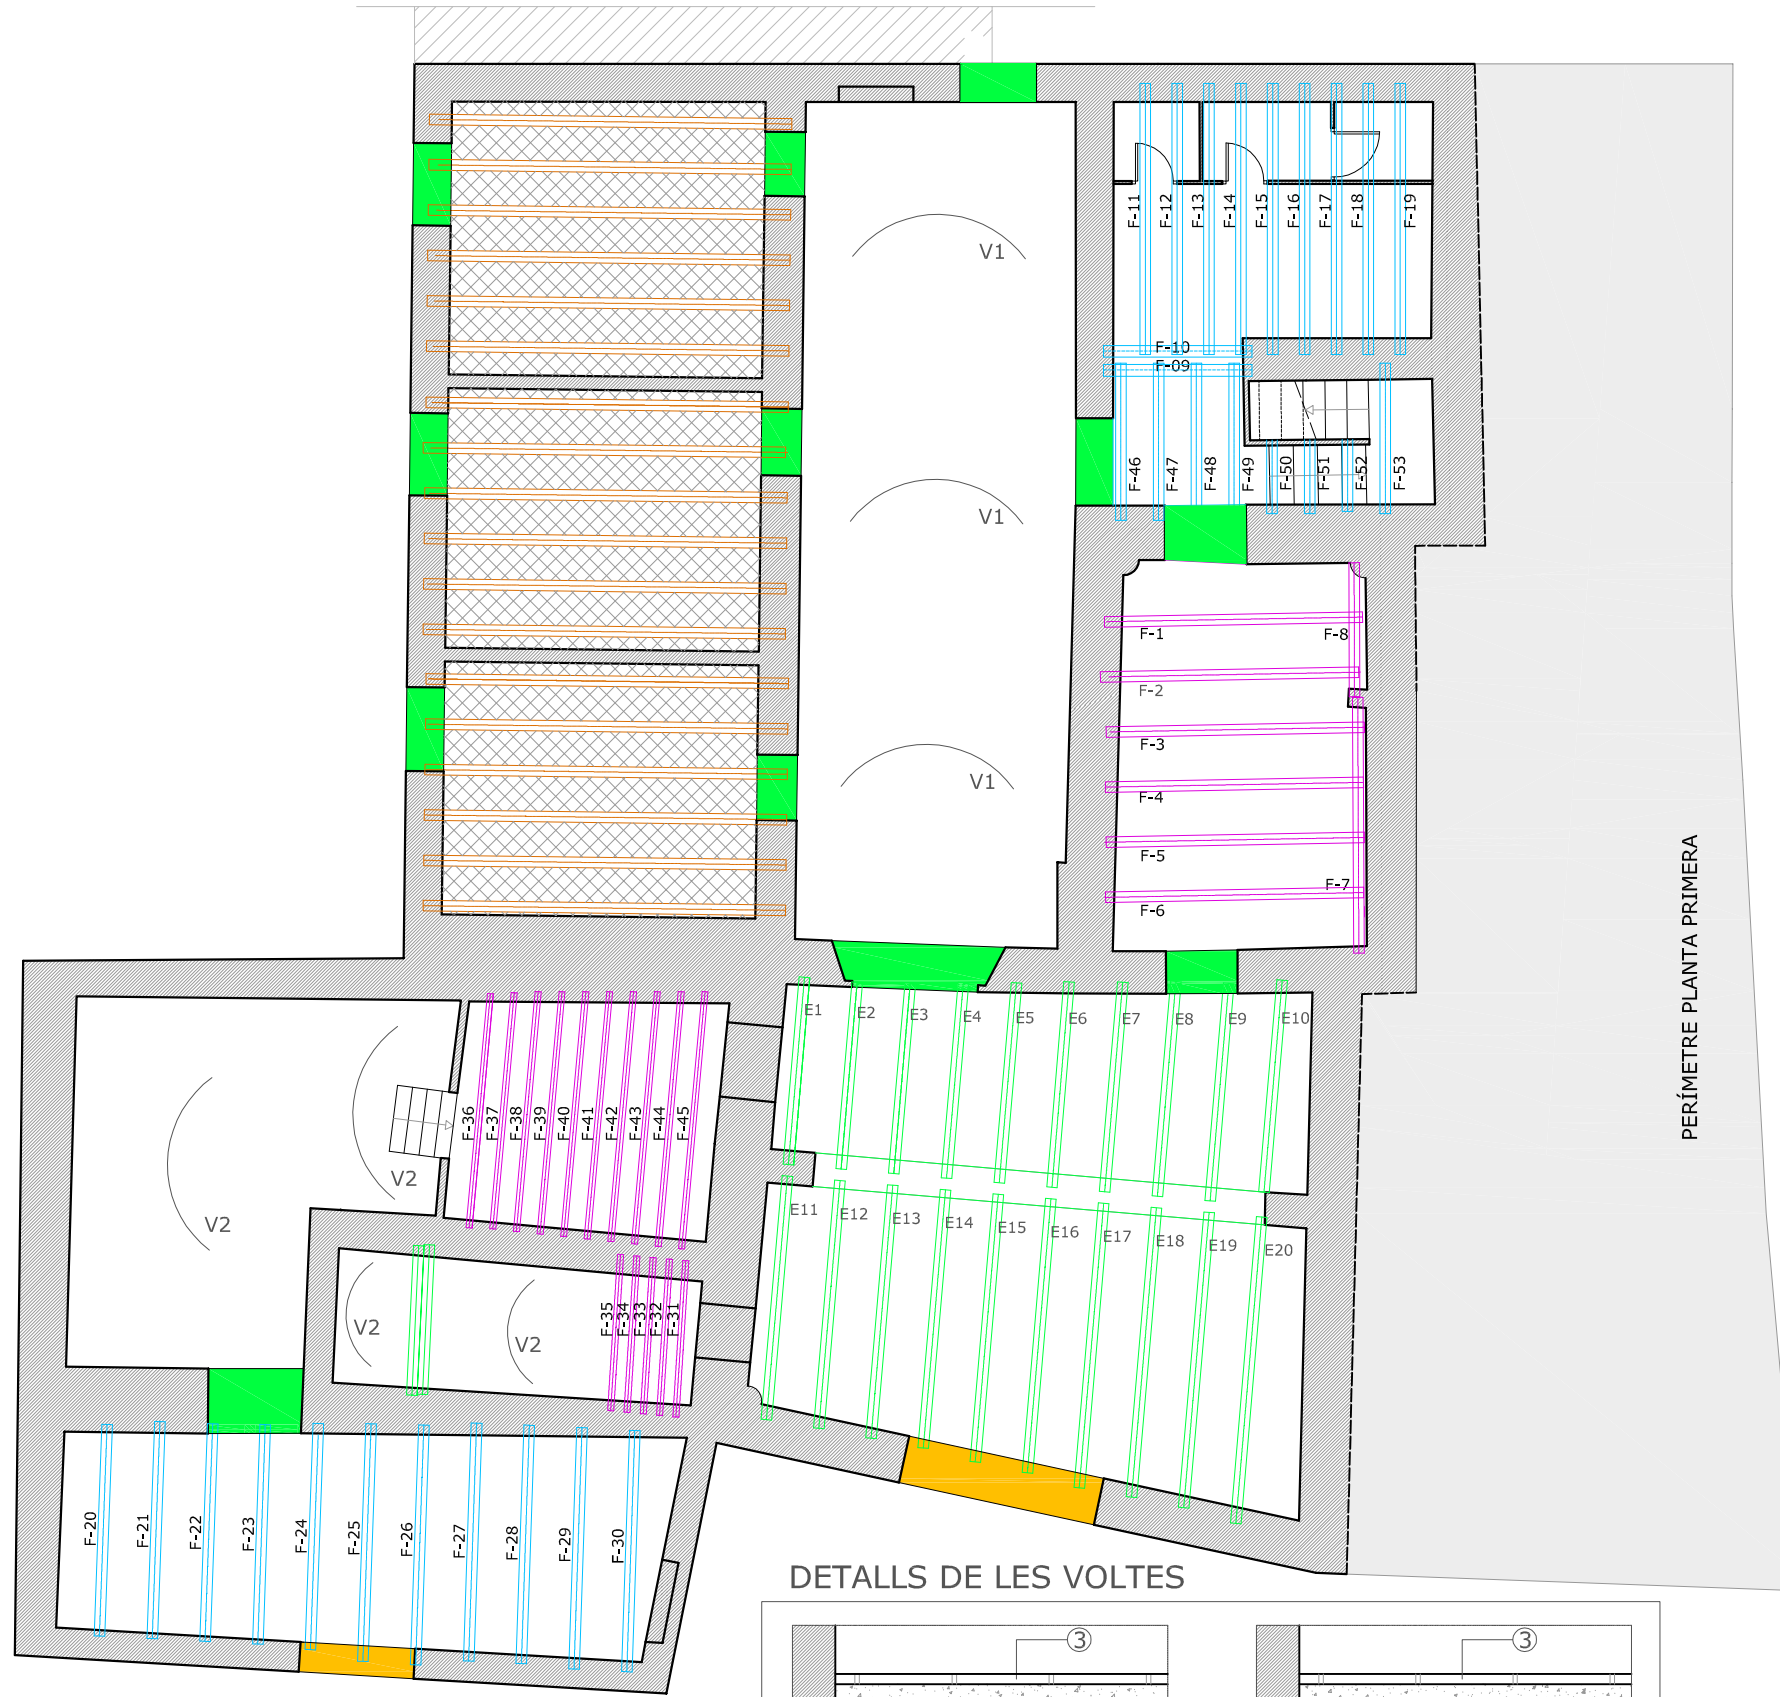 V1
F-11
F-12
F-13
F-14
F-15
F-16
F-17
F-18
F-19
F-10
F-09
F-46
F-47
F-48
F-49
F-50
F-51
F-52
F-53
V1
F-1
F-8
F-2
F-3
V1
F-4
F-5
F-7
F-6
PERÍMETRE PLANTA PRIMERA
E1
E2
E3
E4
E5
E6
E7
E8
E9
E10
F-36
F-37
F-38
F-39
F-40
F-41
F-42
F-43
F-44
F-45
V2
V2
E11
E12
E13
E14
E15
E16
E17
E18
E19
E20
V2
V2
F-35
F-34
F-33
F-32
F-31
F-20
F-21
F-22
F-23
F-24
F-25
F-26
F-27
F-28
F-29
F-30
DETALLS DE LES VOLTES
3
3